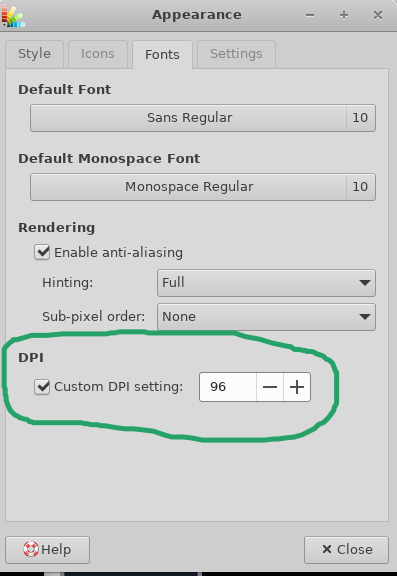 Appearance
Style Icons Fonts Settings
Default Font
Sans Regular 10
Default Monospace Font
Monospace Regular 10
Rendering
Enable anti-aliasing
Hinting: Full
Sub-pixel order: None
DPI
Custom DPI setting: 96
Help Close